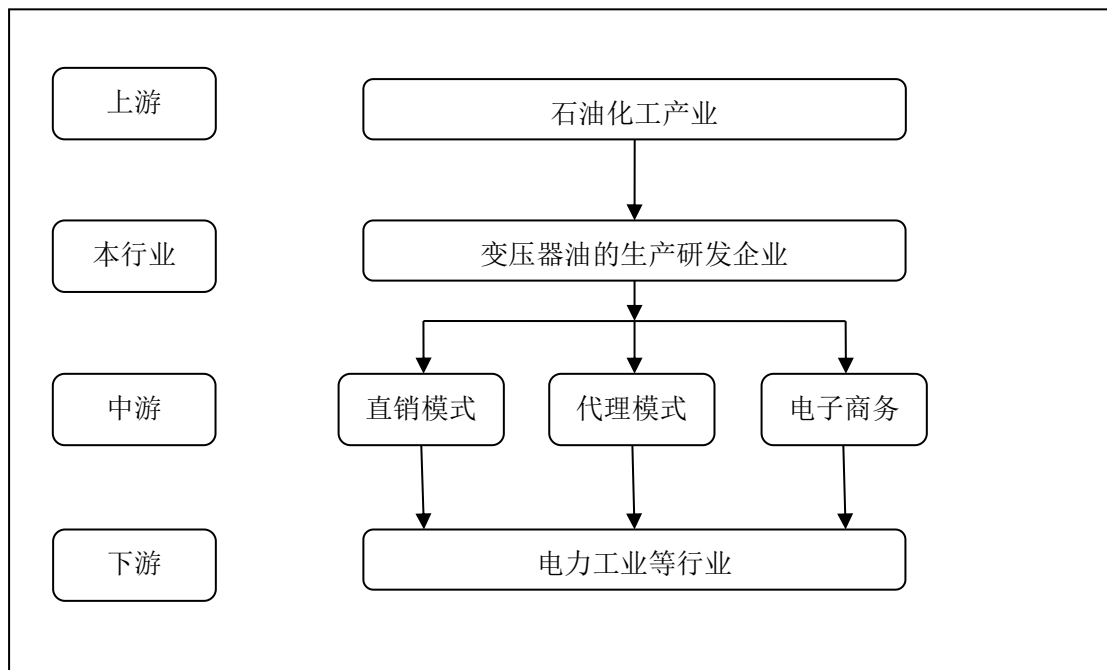 上游
石油化工产业
本行业
变压器油的生产研发企业
中游
直销模式
代理模式
电子商务
下游
电力工业等行业